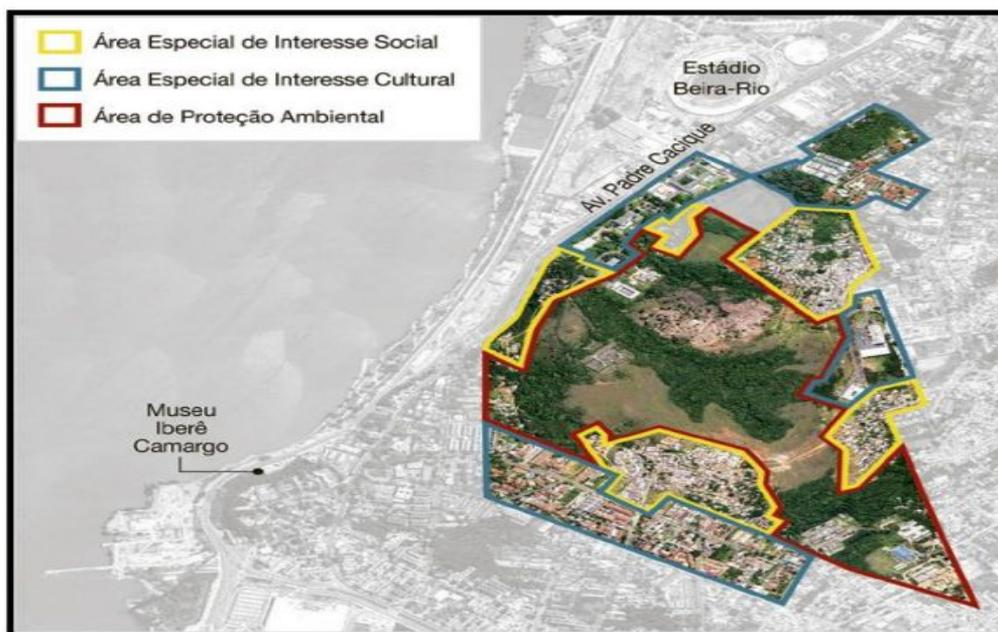 Área Especial de Interesse Social
Área Especial de Interesse Cultural
Área de Proteção Ambiental
Estádio
Beira-Rio
Av. Padre Cacique
Museu
Iberê
Camargo